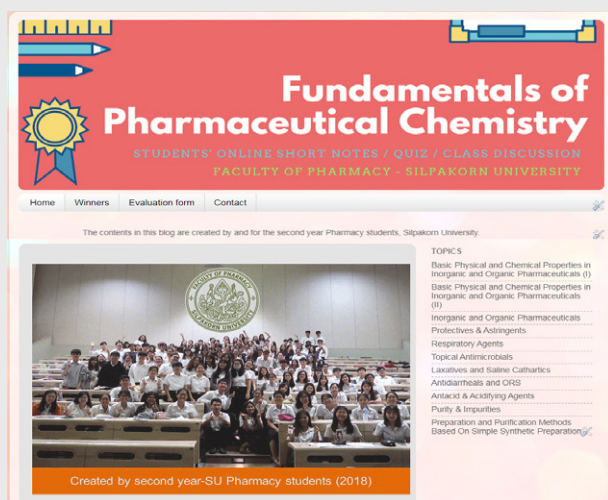 Fundamentals of
Pharmaceutical Chemistry
STUDENTS' ONLINE SHORT NOTES / QUIZ / CLASS DISCUSSION
FACULTY OF PHARMACY - SILPAKORN UNIVERSITY
Home Winners Evaluation form Contact
The contents in this blog are created by and for the second year Pharmacy students, Silpakorn University.
FACULTY OF PHARMACY
SILPAKORN UNIVERSITY
Created by second year-SU Pharmacy students (2018)
TOPICS
Basic Physical and Chemical Properties in
Inorganic and Organic Pharmaceuticals (I)
Basic Physical and Chemical Properties in
Inorganic and Organic Pharmaceuticals
(II)
Inorganic and Organic Pharmaceuticals
Protectives & Astringents
Respiratory Agents
Topical Antimicrobials
Laxatives and Saline Cathartics
Antidiarrheals and ORS
Antacid & Acidifying Agents
Purity & Impurities
Preparation and Purification Methods
Based On Simple Synthetic Preparation